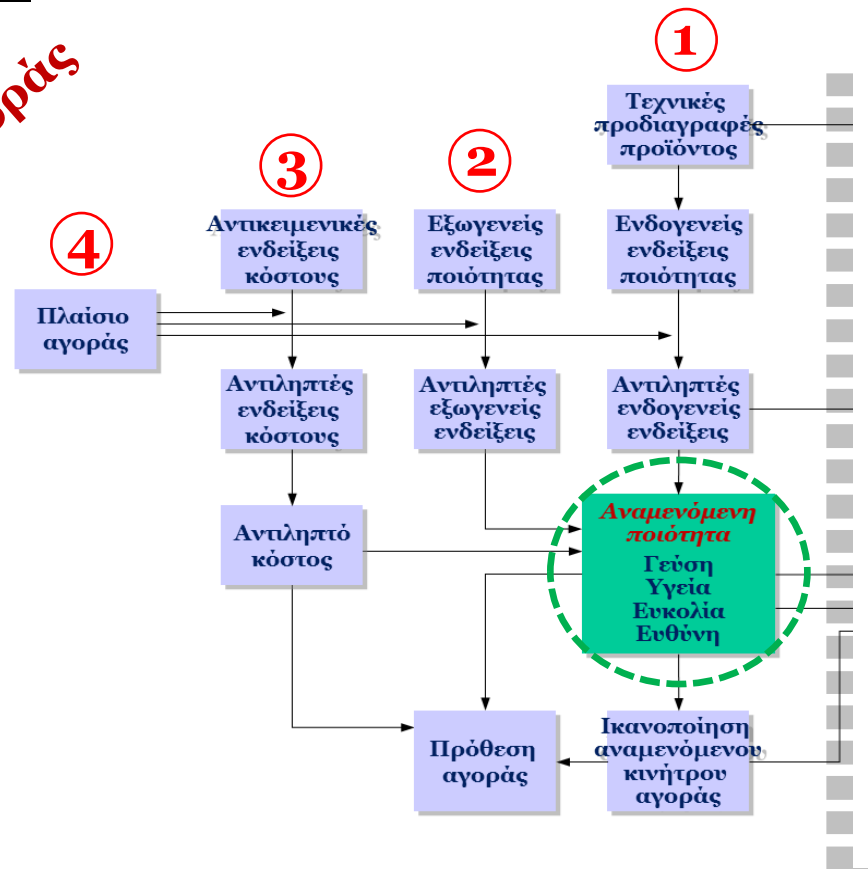 ①
Τεχνικές
προδιαγραφές
προϊόντος
③
②
Αντικειμενικές
ενδείξεις
κόστους
Εξωγενείς
ενδείξεις
ποιότητας
Ενδογενείς
ενδείξεις
ποιότητας
④
Πλαίσιο
αγοράς
Αντιληπτές
ενδείξεις
κόστους
Αντιληπτές
εξωγενείς
ενδείξεις
Αντιληπτές
ενδογενείς
ενδείξεις
Αντιληπτό
κόστος
Αναμενόμενη
ποιότητα
Γεύση
Υγεία
Ευκολία
Ευθύνη
Πρόθεση
αγοράς
Ικανοποίηση
αναμενόμενου
κινήτρου
αγοράς